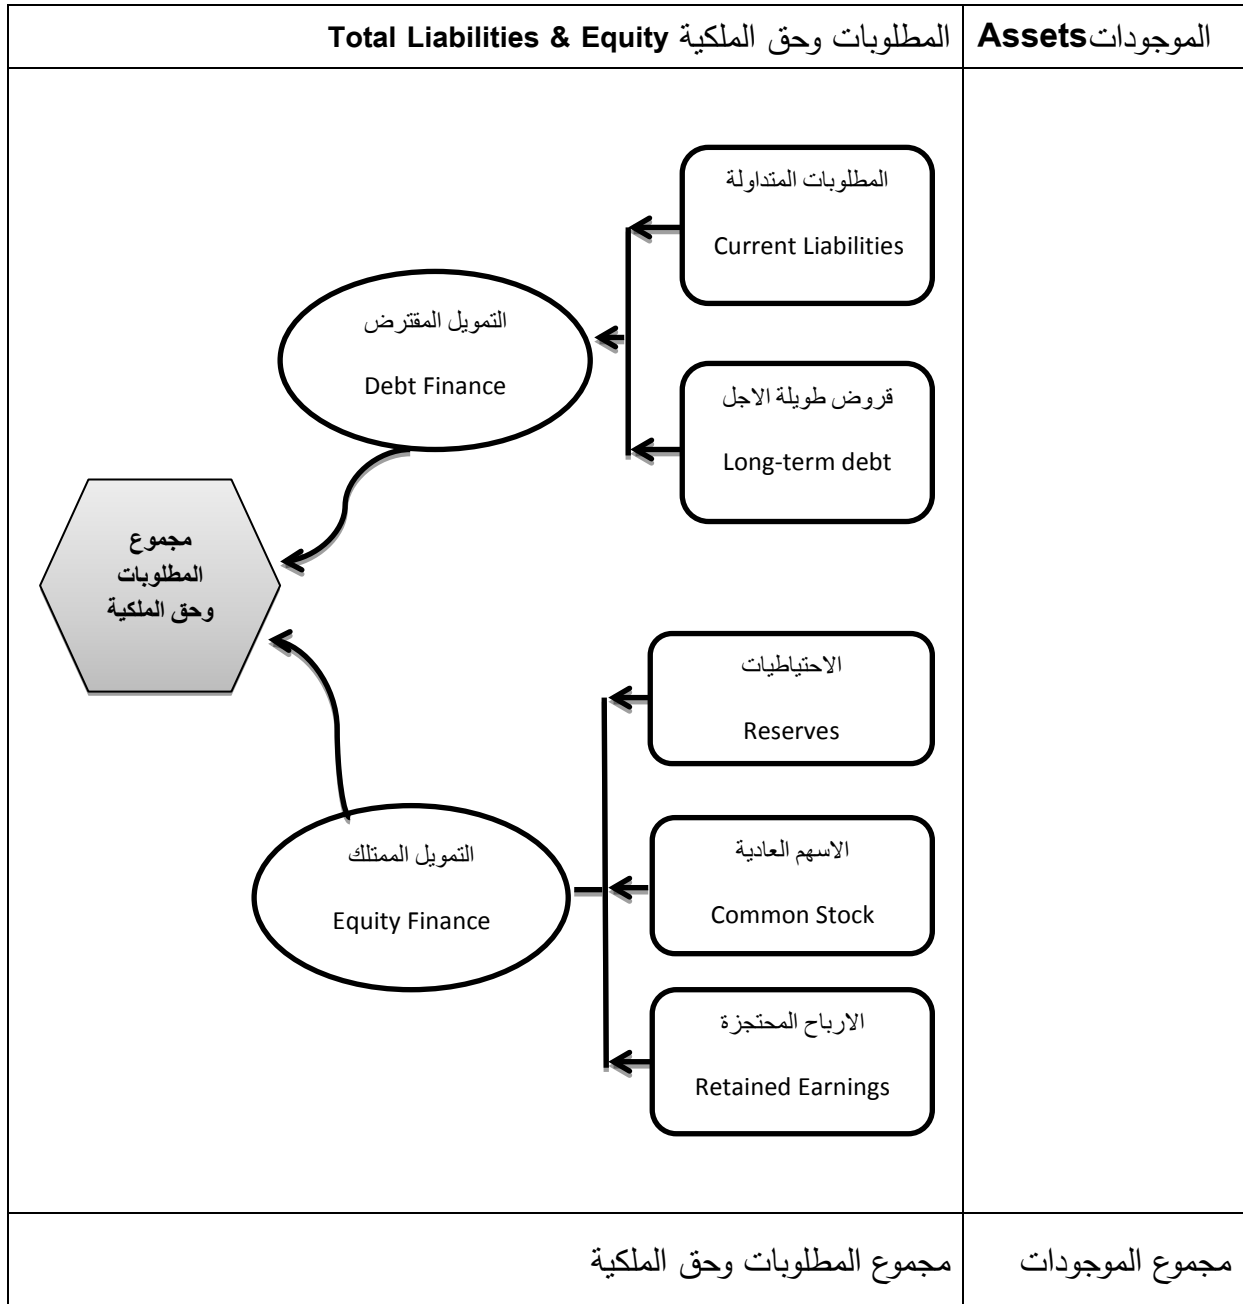 الموجوداتAssets
المطلوبات وحق الملكية Total Liabilities & Equity
المطلوبات المتداولة
Current Liabilities
قروض طويلة الاجل
Long-term debt
التمويل المقترض
Debt Finance
مجموع
المطلوبات
وحق الملكية
الاحتياطيات
Reserves
الاسهم العادية
Common Stock
الارباح المحتجزة
Retained Earnings
التمويل الممتلك
Equity Finance
مجموع الموجودات
مجموع المطلوبات وحق الملكية